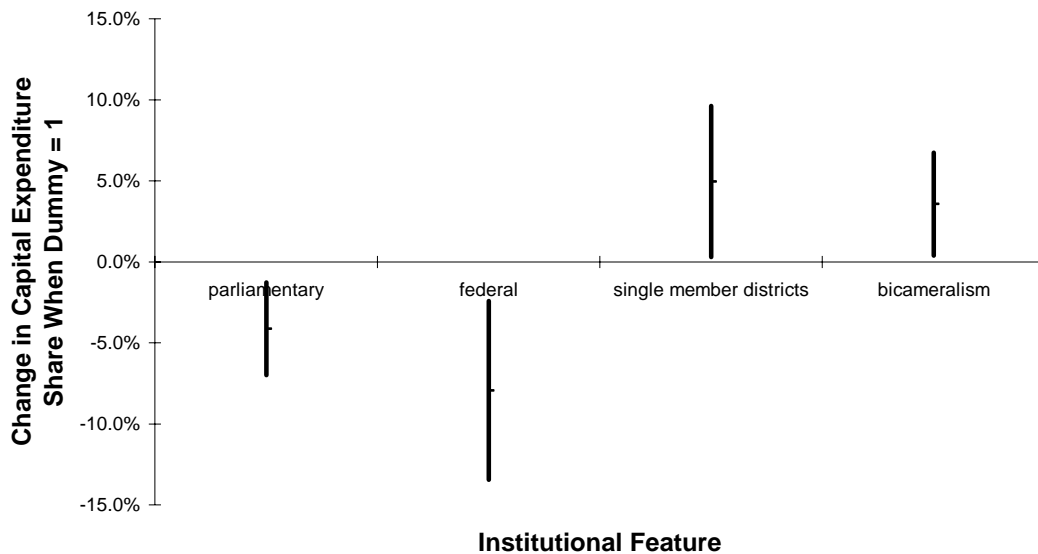 15.0%
10.0%
5.0%
0.0%
-5.0%
-10.0%
-15.0%
Change in Capital Expenditure
Share When Dummy = 1
parliamentary
federal
single member districts
bicameralism
Institutional Feature